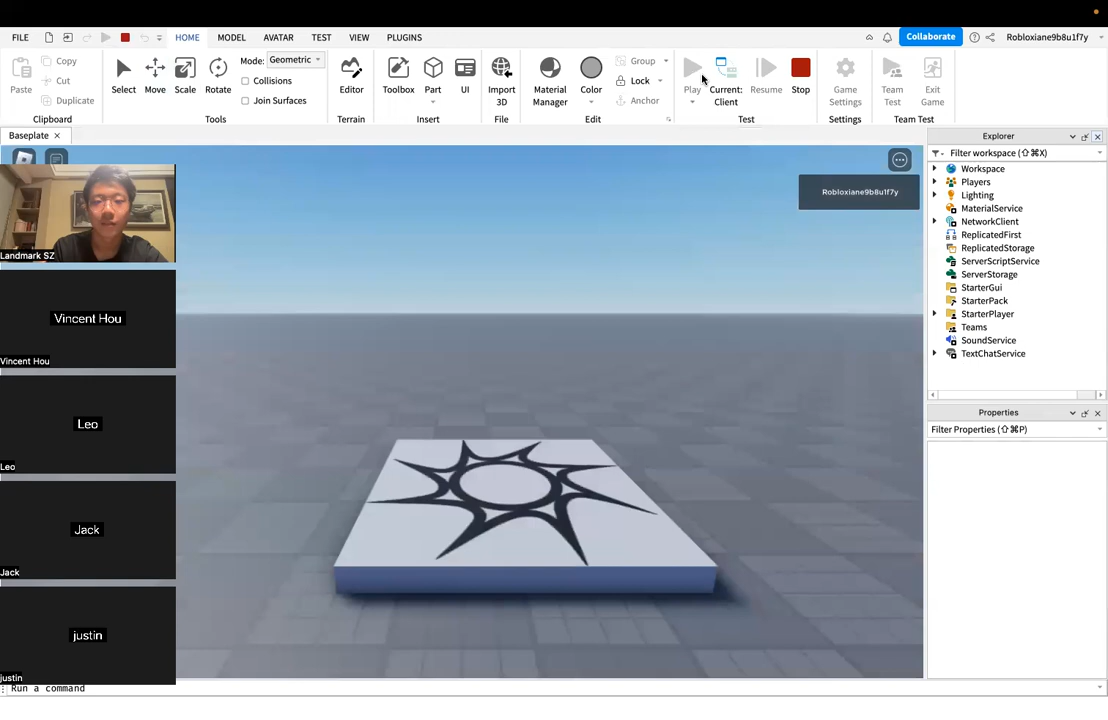 FILE
HOME
MODEL
AVATAR
TEST
VIEW
PLUGINS
Collaborate
Robloxiane9b8u1f7y
Paste
Copy
Cut
Duplicate
Clipboard
Select
Move
Scale
Rotate
Mode: Geometric
Collisions
Join Surfaces
Tools
Editor
Terrain
Toolbox
Part
UI
Insert
Import
3D
File
Material
Manager
Color
Group
Lock
Anchor
Edit
Play
Current:
Client
Resume
Stop
Test
Game
Settings
Settings
Team
Test
Exit
Game
Team Test
Baseplate
Robloxiane9b8u1f7y
Landmark SZ
Vincent Hou
Vincent Hou
Leo
Leo
Jack
Jack
justin
justin
Explorer
Filter workspace (⇧⌘X)
Workspace
Players
Lighting
MaterialService
NetworkClient
ReplicatedFirst
ReplicatedStorage
ServerScriptService
ServerStorage
StarterGui
StarterPack
StarterPlayer
Teams
SoundService
TextChatService
Properties
Filter Properties (⇧⌘P)
Run a command